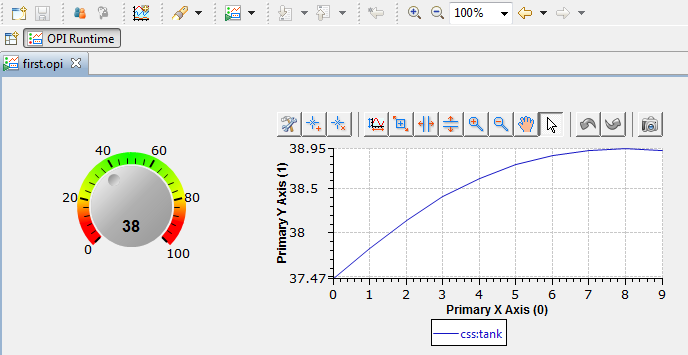 100%
OPI Runtime
first.opi
0
20
40
60
80
100
38
Primary Y Axis (1)
38.95
38.5
38
37.47
0 1 2 3 4 5 6 7 8 9
Primary X Axis (0)
css:tank